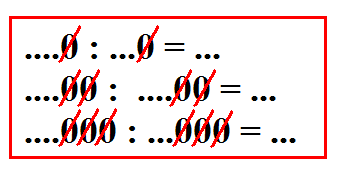 ....0 : ...0 = ...
....00 : ....00 = ...
....000 : ...000 = ...